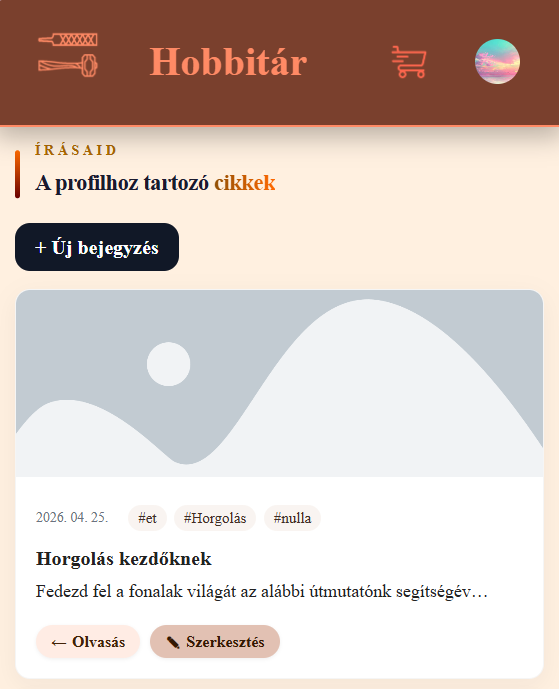 Hobbitár
ÍRÁSAID
A profilhoz tartozó cikkek
+ Új bejegyzés
2026. 04. 25. #et #Horgolás #nulla
Horgolás kezdőknek
Fedezd fel a fonalak világát az alábbi útmutatónk segítségév…
← Olvasás ✎ Szerkesztés